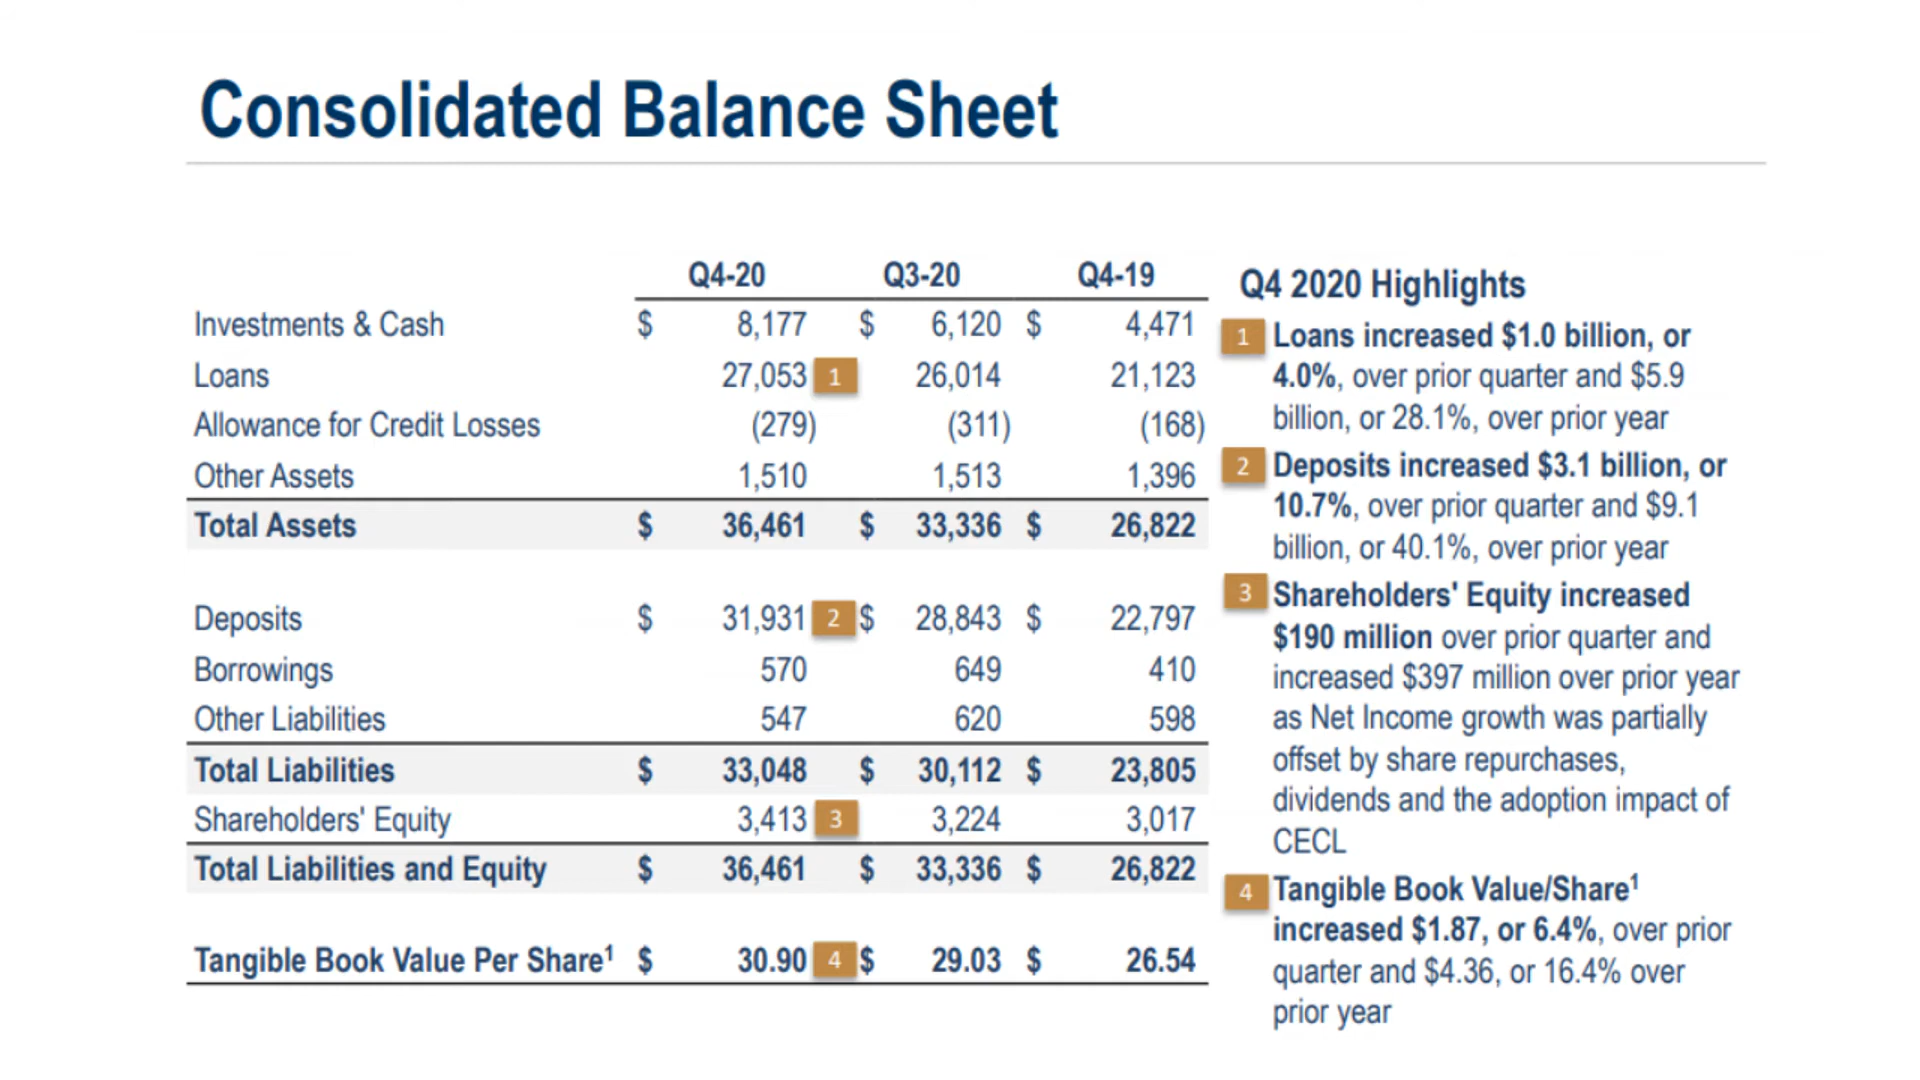 Consolidated Balance Sheet
Q4-20 Q3-20 Q4-19
Investments & Cash $ 8,177 $ 6,120 $ 4,471
Loans 27,053 1 26,014 21,123
Allowance for Credit Losses (279) (311) (168)
Other Assets 1,510 1,513 1,396
Total Assets $ 36,461 $ 33,336 $ 26,822
Deposits $ 31,931 2 $ 28,843 $ 22,797
Borrowings 570 649 410
Other Liabilities 547 620 598
Total Liabilities $ 33,048 $ 30,112 $ 23,805
Shareholders' Equity 3,413 3 3,224 3,017
Total Liabilities and Equity $ 36,461 $ 33,336 $ 26,822
Tangible Book Value Per Share¹ $ 30.90 4 $ 29.03 $ 26.54
Q4 2020 Highlights
1 Loans increased $1.0 billion, or
4.0%, over prior quarter and $5.9
billion, or 28.1%, over prior year
2 Deposits increased $3.1 billion, or
10.7%, over prior quarter and $9.1
billion, or 40.1%, over prior year
3 Shareholders' Equity increased
$190 million over prior quarter and
increased $397 million over prior year
as Net Income growth was partially
offset by share repurchases,
dividends and the adoption impact of
CECL
4 Tangible Book Value/Share¹
increased $1.87, or 6.4%, over prior
quarter and $4.36, or 16.4% over
prior year